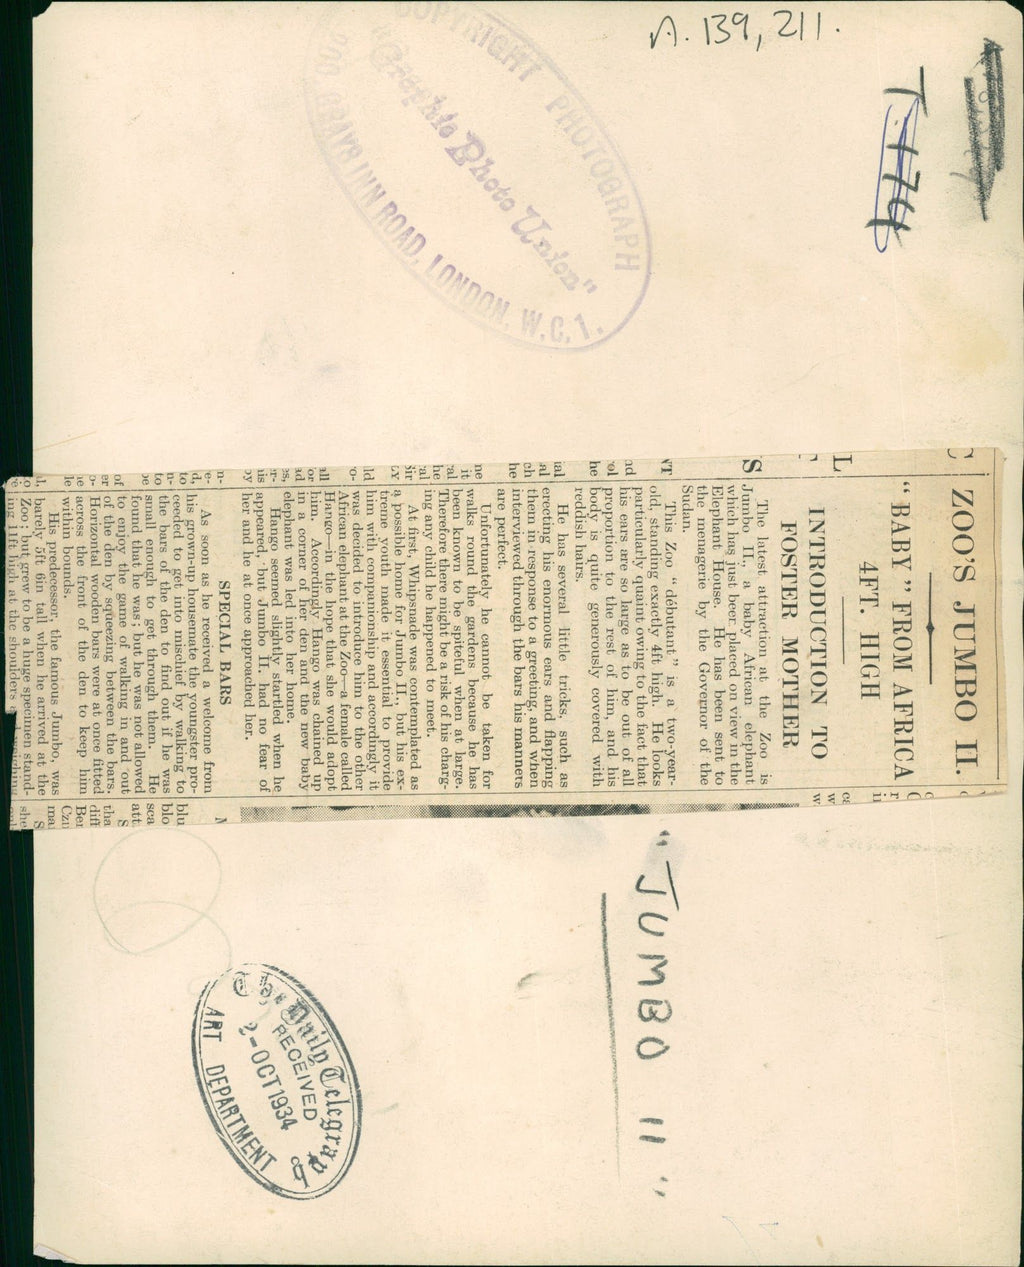 A. 139,211.
T. 174
COPYRIGHT PHOTOGRAPH
"Graphic Photo Union"
200 GRAYS INN ROAD, LONDON, W.C.1.
ZOO'S JUMBO II.
"BABY" FROM AFRICA
4FT. HIGH
INTRODUCTION TO
FOSTER MOTHER
The latest attraction at the Zoo is
Jumbo II., a baby African elephant
which has just been placed on view in the
Elephant House. He has been sent to
the menagerie by the Governor of the
Sudan.
This Zoo "debutant" is a two-year-
old, standing exactly 4ft high. He looks
particularly quaint owing to the fact that
his ears are so large as to be out of all
proportion to the rest of him, and his
body is quite generously covered with
reddish hairs.
He has several little tricks, such as
erecting his enormous ears and flapping
them in response to a greeting, and when
interviewed through the bars his manners
are perfect.
Unfortunately he cannot be taken for
walks round the gardens because he has
been known to be spiteful when at large.
Therefore there might be a risk of his charg-
ing any child he happened to meet.
At first, Whipsnade was contemplated as
a possible home for Jumbo II., but his ex-
treme youth made it essential to provide
him with companionship and accordingly it
was decided to introduce him to the other
African elephant at the Zoo—a female called
Hango—in the hope that she would adopt
him. Accordingly Hango was chained up
in a corner of her den and the new baby
elephant was led into her home.
Hango seemed slightly startled when he
appeared, but Jumbo II. had no fear of
her and he at once approached her.
SPECIAL BARS
As soon as he received a welcome from
his grown-up housemate the youngster pro-
ceeded to get into mischief by walking to
the bars of the den to find out if he was
small enough to get through them. He
found that he was; but he was not allowed
to enjoy the game of walking in and out
of the den by squeezing between the bars.
Horizontal wooden bars were at once fitted
across the front of the den to keep him
within bounds.
His predecessor, the famous Jumbo, was
barely 5ft 6in tall when he arrived at the
Zoo; but grew to be a huge specimen stand-
ing 11ft high at the shoulders and weighing
"JUMBO II"
The Daily Telegraph
RECEIVED
2-OCT 1934
ART DEPARTMENT